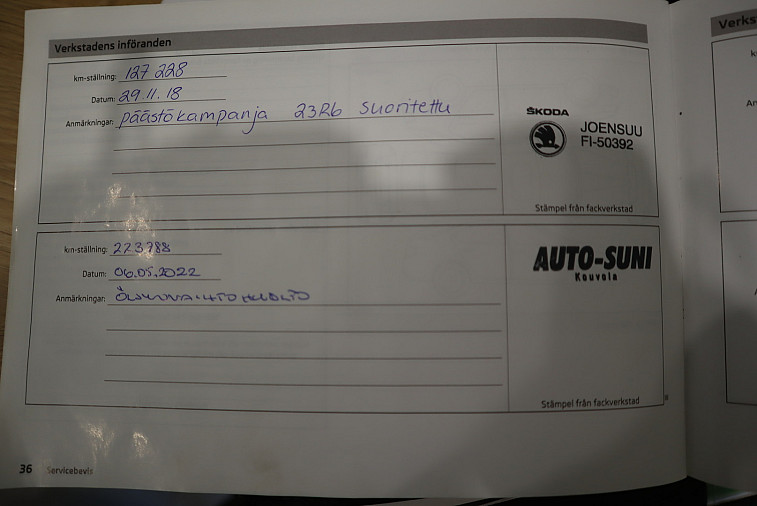 Verkstadens införanden
Verks
km-ställning: 127 228
Datum: 29.11.18
Anmärkningar: päästökampanja 23R6 suoritettu
ŠKODA
JOENSUU
FI-50392
Stämpel från fackverkstad
km-ställning: 223788
Datum: 06.05.2022
Anmärkningar: ÖLJYNVAIHTOHUOLTO
AUTO-SUNI
Kouvola
Stämpel från fackverkstad
36 Servicebevis
k
An